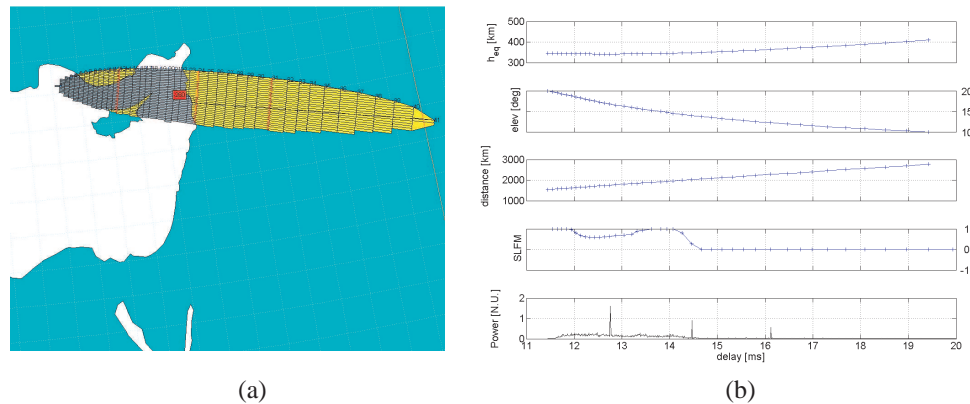 500
400
300
h_eq [km]
20
15
10
elev [deg]
3000
2000
1000
distance [km]
1
0
-1
SLFM
2
1
0
Power [N.U.]
11 12 13 14 15 16 17 18 19 20
delay [ms]
(a) (b)